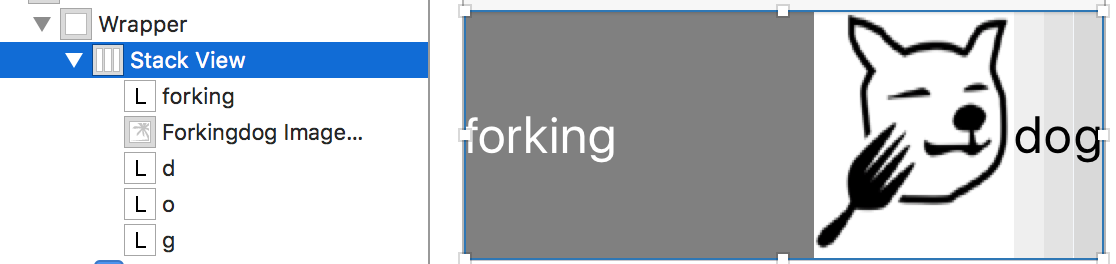 Wrapper
Stack View
L forking
Forkingdog Image...
L d
L o
L g
forking dog